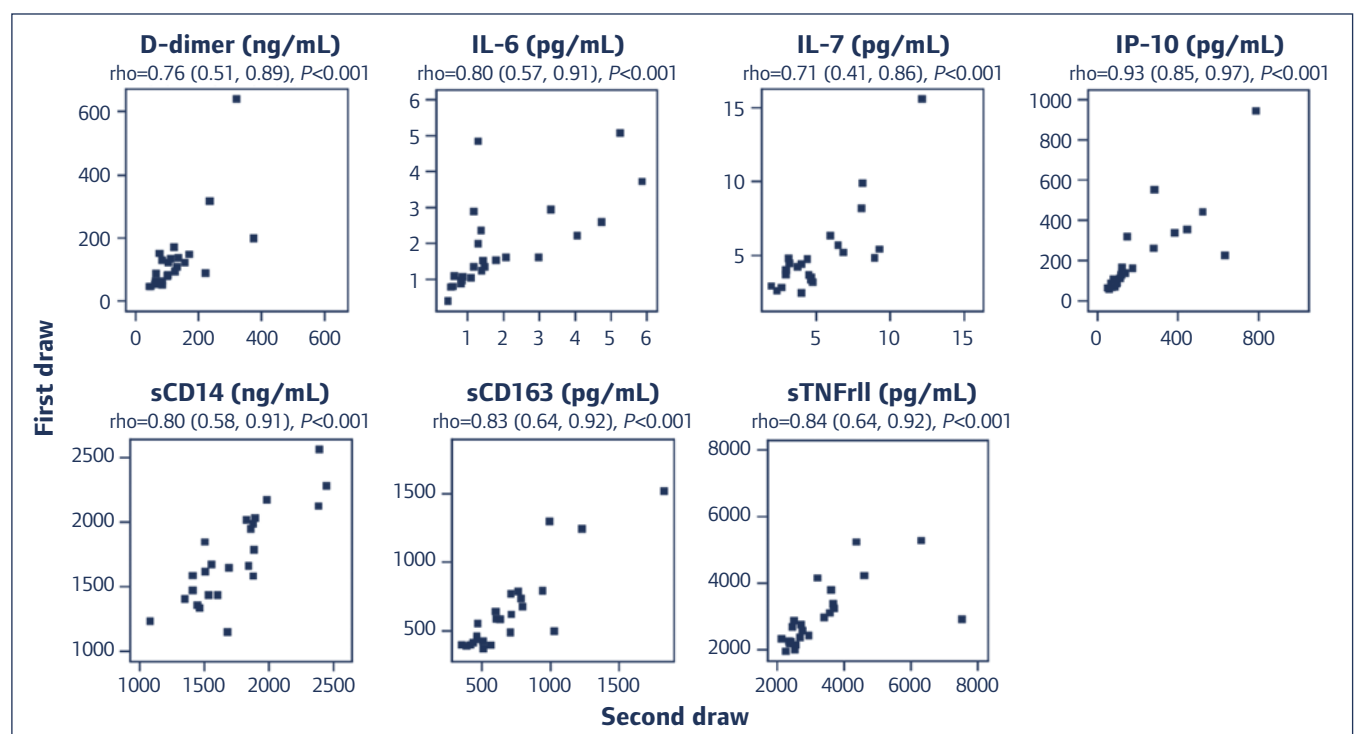 D-dimer (ng/mL)
rho=0.76 (0.51, 0.89), P<0.001
600
400
200
0
0 200 400 600
IL-6 (pg/mL)
rho=0.80 (0.57, 0.91), P<0.001
6
5
4
3
2
1
1 2 3 4 5 6
IL-7 (pg/mL)
rho=0.71 (0.41, 0.86), P<0.001
15
10
5
5 10 15
IP-10 (pg/mL)
rho=0.93 (0.85, 0.97), P<0.001
1000
800
600
400
200
0
0 400 800
First draw
sCD14 (ng/mL)
rho=0.80 (0.58, 0.91), P<0.001
2500
2000
1500
1000
1000 1500 2000 2500
sCD163 (pg/mL)
rho=0.83 (0.64, 0.92), P<0.001
1500
1000
500
500 1000 1500
sTNFrII (pg/mL)
rho=0.84 (0.64, 0.92), P<0.001
8000
6000
4000
2000
2000 4000 6000 8000
Second draw